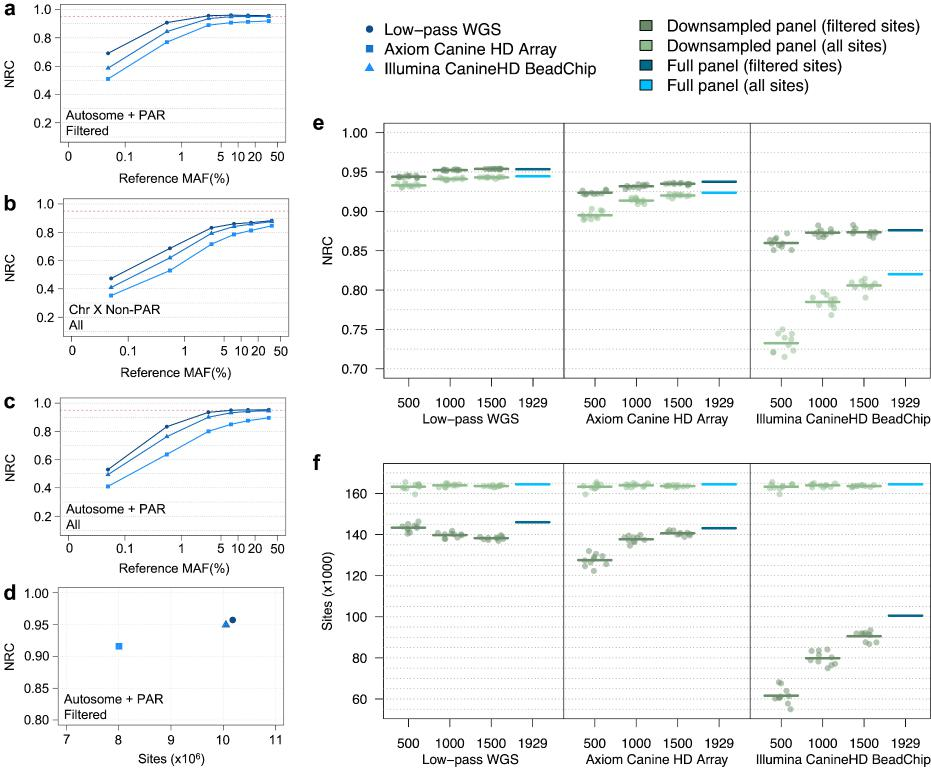 a
1.0
0.8
0.6
0.4
0.2
NRC
Autosome + PAR
Filtered
0 0.1 1 5 10 20 50
Reference MAF(%)
b
1.0
0.8
0.6
0.4
0.2
NRC
Chr X Non-PAR
All
0 0.1 1 5 10 20 50
Reference MAF(%)
c
1.0
0.8
0.6
0.4
0.2
NRC
Autosome + PAR
All
0 0.1 1 5 10 20 50
Reference MAF(%)
d
1.00
0.95
0.90
0.85
0.80
NRC
Autosome + PAR
Filtered
7 8 9 10 11
Sites (x10⁶)
Low−pass WGS
Axiom Canine HD Array
Illumina CanineHD BeadChip
Downsampled panel (filtered sites)
Downsampled panel (all sites)
Full panel (filtered sites)
Full panel (all sites)
e
1.00
0.95
0.90
0.85
0.80
0.75
0.70
NRC
500 1000 1500 1929 500 1000 1500 1929 500 1000 1500 1929
Low−pass WGS Axiom Canine HD Array Illumina CanineHD BeadChip
f
160
140
120
100
80
60
Sites (x1000)
500 1000 1500 1929 500 1000 1500 1929 500 1000 1500 1929
Low−pass WGS Axiom Canine HD Array Illumina CanineHD BeadChip